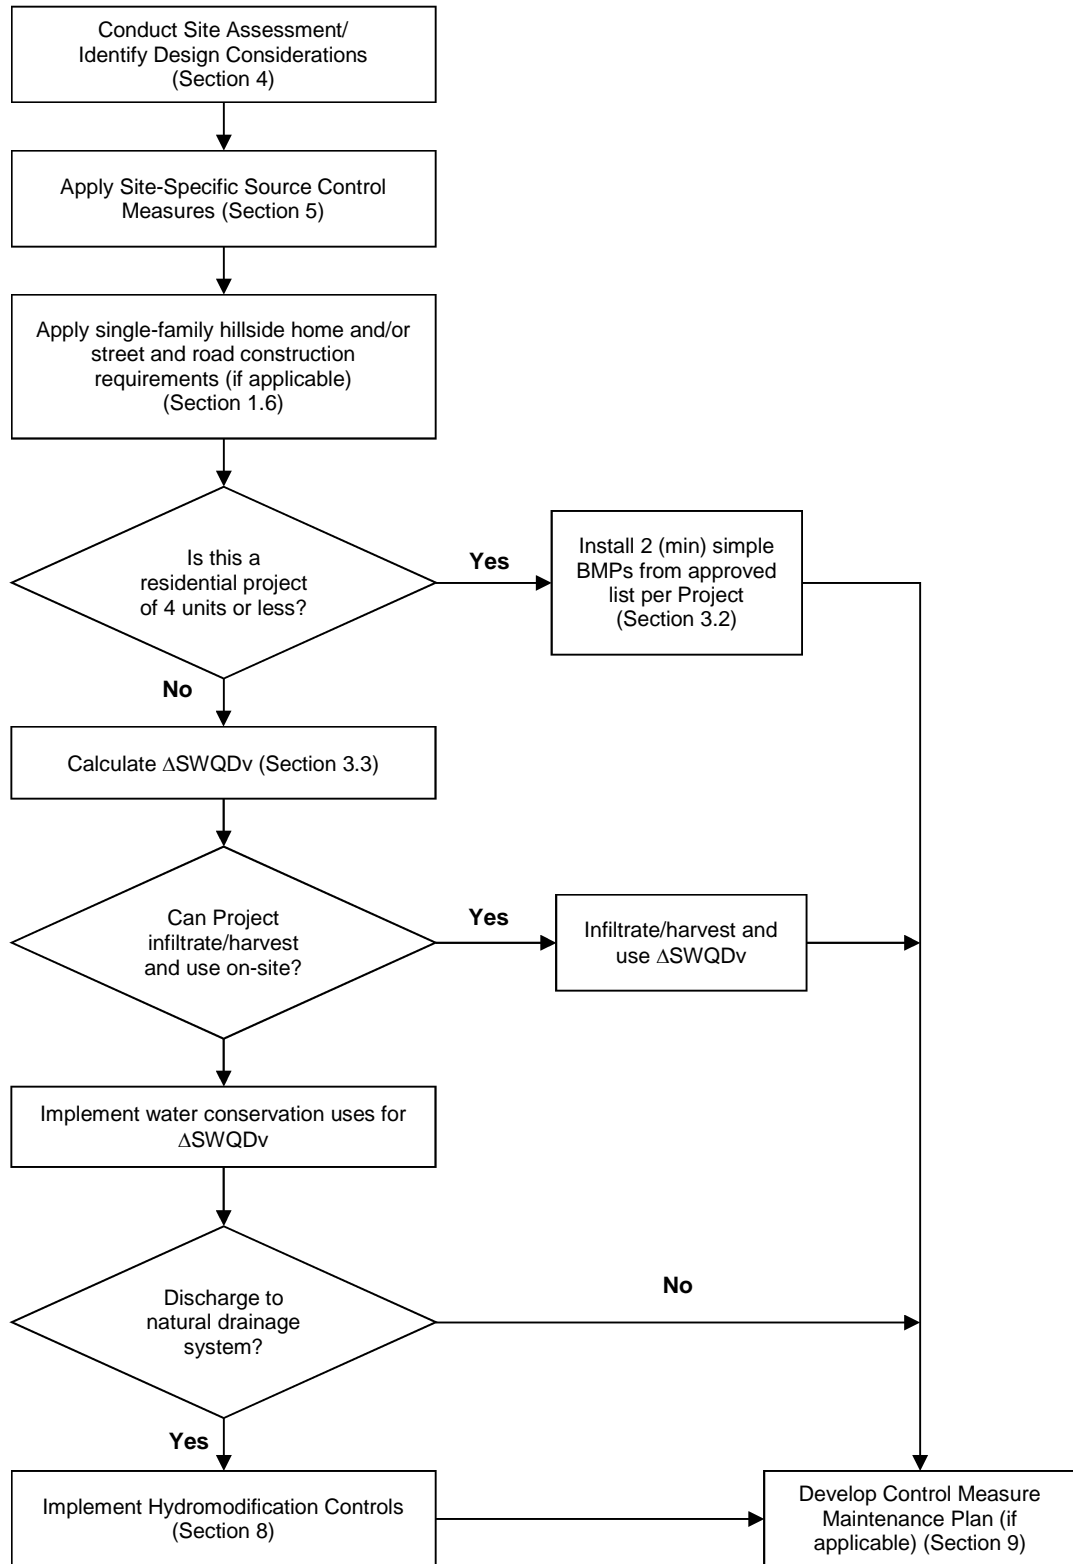 Conduct Site Assessment/
Identify Design Considerations
(Section 4)
Apply Site-Specific Source Control
Measures (Section 5)
Apply single-family hillside home and/or
street and road construction
requirements (if applicable)
(Section 1.6)
Is this a
residential project
of 4 units or less?
Yes
Install 2 (min) simple
BMPs from approved
list per Project
(Section 3.2)
No
Calculate ∆SWQDv (Section 3.3)
Can Project
infiltrate/harvest
and use on-site?
Yes
Infiltrate/harvest and
use ∆SWQDv
Implement water conservation uses for
∆SWQDv
Discharge to
natural drainage
system?
No
Yes
Implement Hydromodification Controls
(Section 8)
Develop Control Measure
Maintenance Plan (if
applicable) (Section 9)